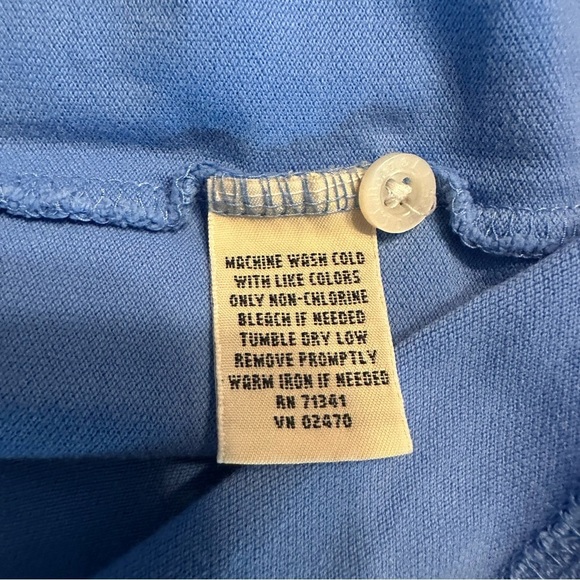 MACHINE WASH COLD
WITH LIKE COLORS
ONLY NON-CHLORINE
BLEACH IF NEEDED
TUMBLE DRY LOW
REMOVE PROMPTLY
WARM IRON IF NEEDED
RN 71341
VN 02470